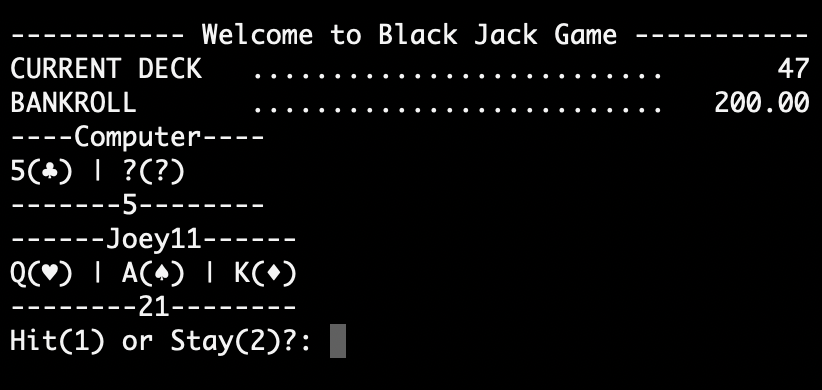 ----------- Welcome to Black Jack Game -----------
CURRENT DECK   ..........................       47
BANKROLL       ..........................   200.00
----Computer----
5(♣) | ?(?)
-------5--------
------Joey11------
Q(♥) | A(♠) | K(♦)
--------21--------
Hit(1) or Stay(2)?: